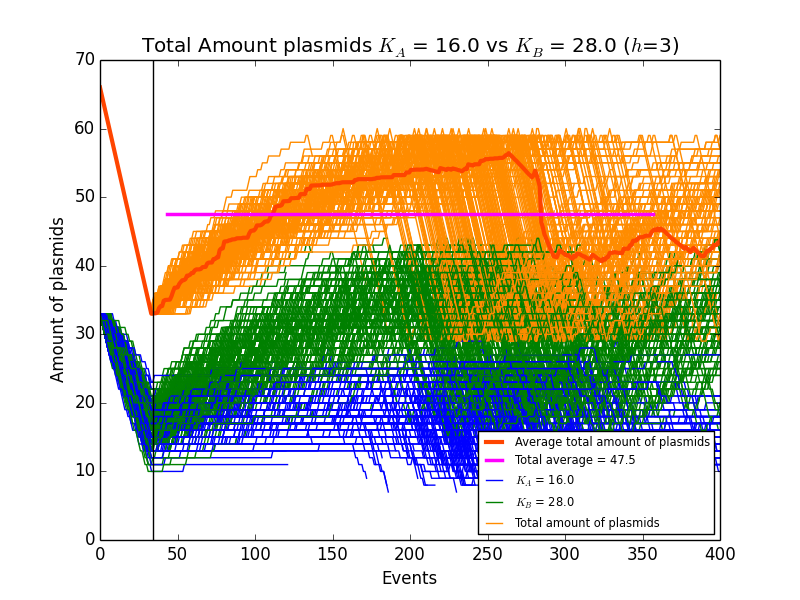 Total Amount plasmids K_A = 16.0 vs K_B = 28.0 (h=3)
70
60
50
40
30
20
10
0
Amount of plasmids
Average total amount of plasmids
Total average = 47.5
K_A = 16.0
K_B = 28.0
Total amount of plasmids
0 50 100 150 200 250 300 350 400
Events